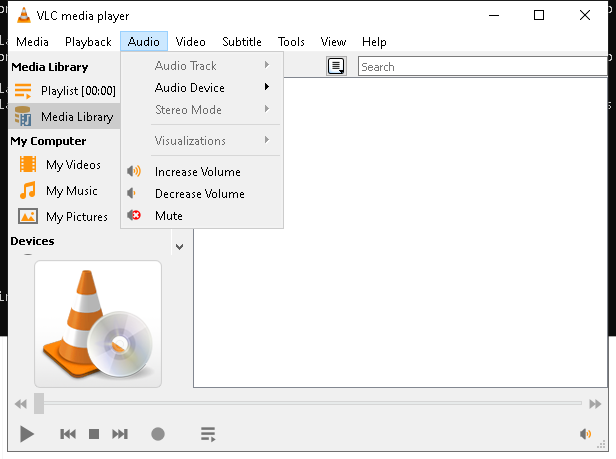 VLC media player
Media Playback Audio Video Subtitle Tools View Help
Media Library
Playlist [00:00]
Media Library
My Computer
My Videos
My Music
My Pictures
Devices
Audio Track
Audio Device
Stereo Mode
Visualizations
Increase Volume
Decrease Volume
Mute
Search